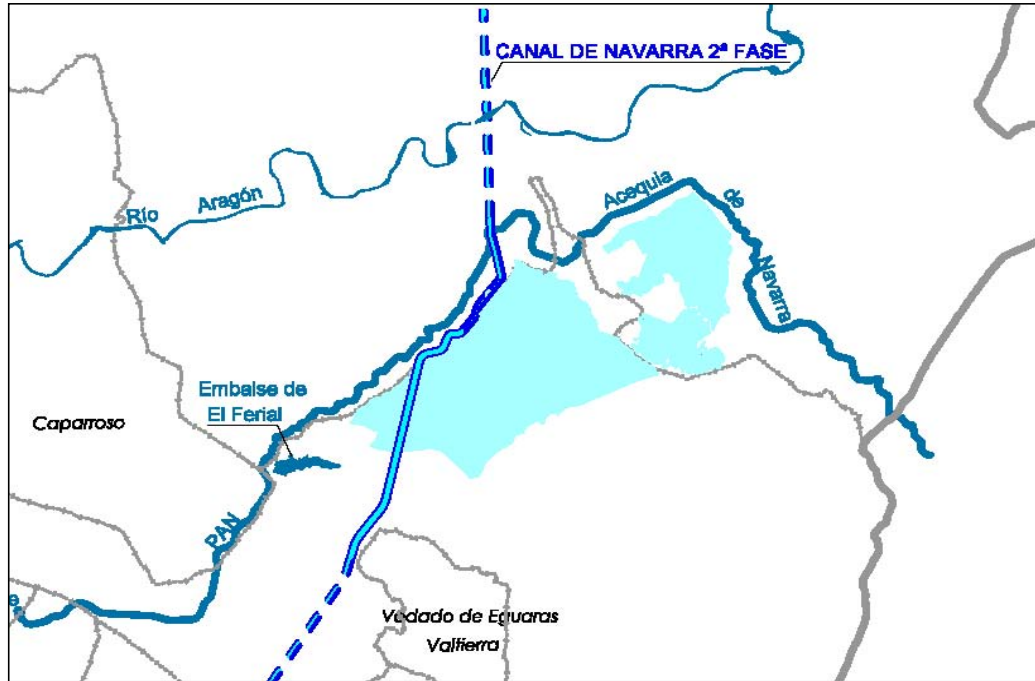 CANAL DE NAVARRA 2ª FASE
Acequia
de
Navarra
Río
Aragón
Embalse de
El Ferial
Caparroso
PAN
e
Vedado de Eguaras
Valtierra